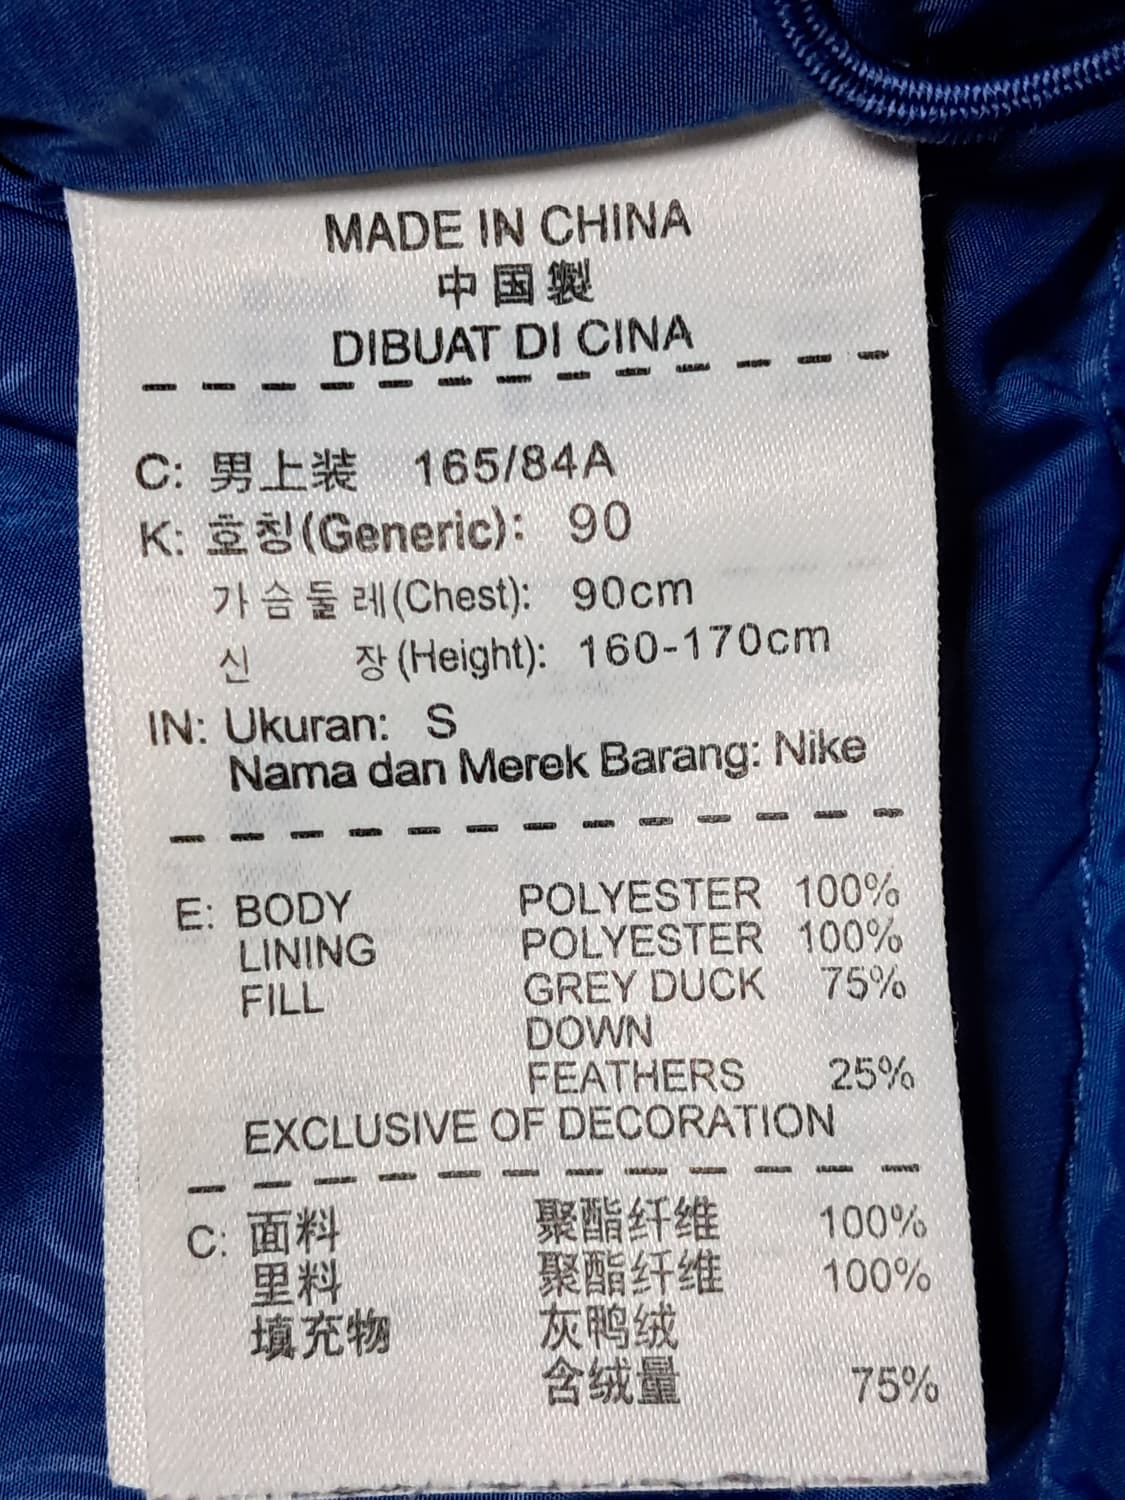 MADE IN CHINA
中国製
DIBUAT DI CINA
C: 男上装 165/84A
K: 호칭(Generic): 90
가슴둘레(Chest): 90cm
신 장(Height): 160-170cm
IN: Ukuran: S
Nama dan Merek Barang: Nike
E: BODY POLYESTER 100%
LINING POLYESTER 100%
FILL GREY DUCK 75%
DOWN
FEATHERS 25%
EXCLUSIVE OF DECORATION
C: 面料 聚酯纤维 100%
里料 聚酯纤维 100%
填充物 灰鸭绒
含绒量 75%